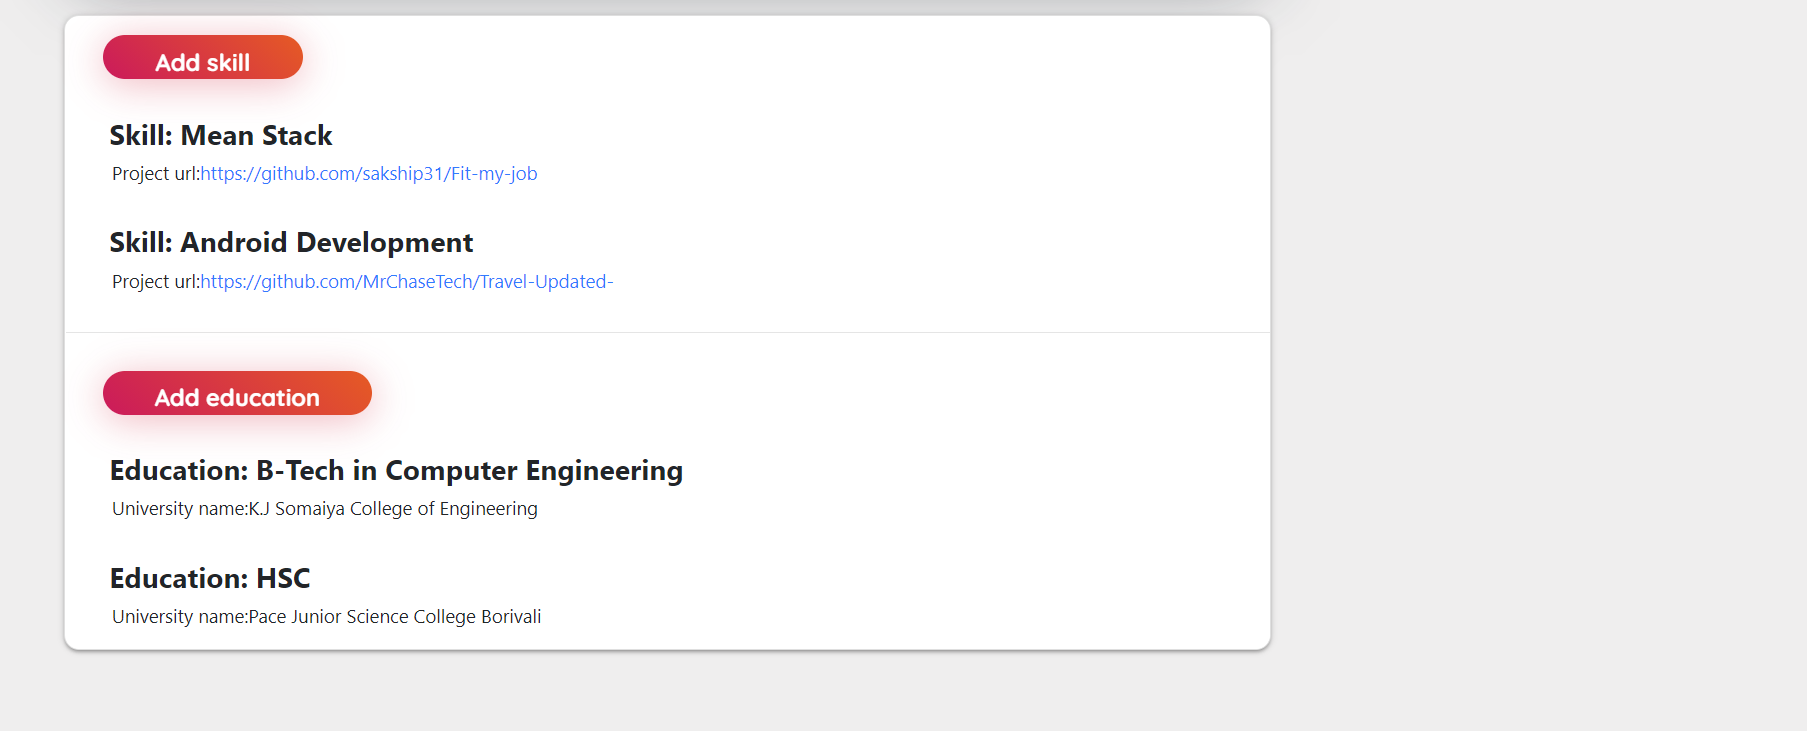 Add skill
Skill: Mean Stack
Project url:https://github.com/sakship31/Fit-my-job
Skill: Android Development
Project url:https://github.com/MrChaseTech/Travel-Updated-
Add education
Education: B-Tech in Computer Engineering
University name:K.J Somaiya College of Engineering
Education: HSC
University name:Pace Junior Science College Borivali